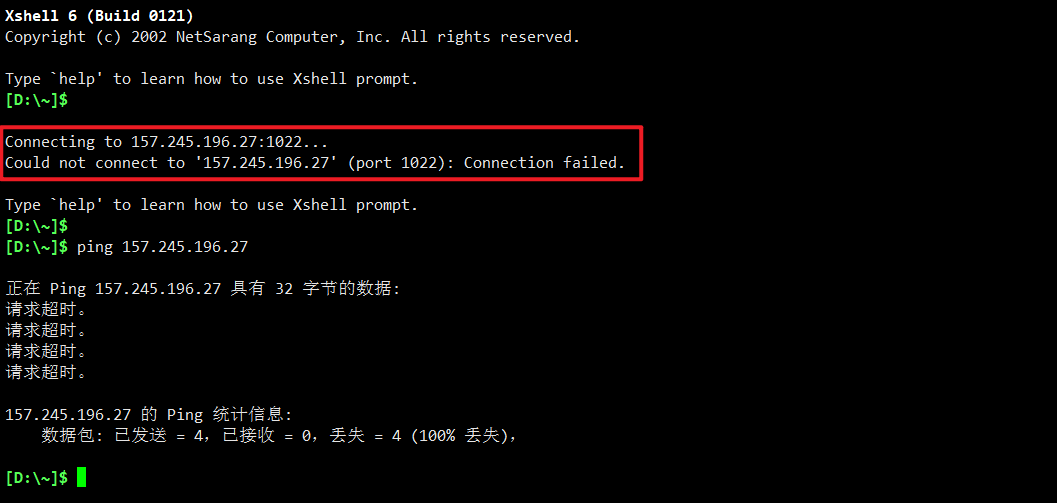 Xshell 6 (Build 0121)
Copyright (c) 2002 NetSarang Computer, Inc. All rights reserved.
Type `help' to learn how to use Xshell prompt.
[D:\~]$
Connecting to 157.245.196.27:1022...
Could not connect to '157.245.196.27' (port 1022): Connection failed.
Type `help' to learn how to use Xshell prompt.
[D:\~]$
[D:\~]$ ping 157.245.196.27
正在 Ping 157.245.196.27 具有 32 字节的数据:
请求超时。
请求超时。
请求超时。
请求超时。
157.245.196.27 的 Ping 统计信息:
    数据包: 已发送 = 4，已接收 = 0，丢失 = 4 (100% 丢失)，
[D:\~]$